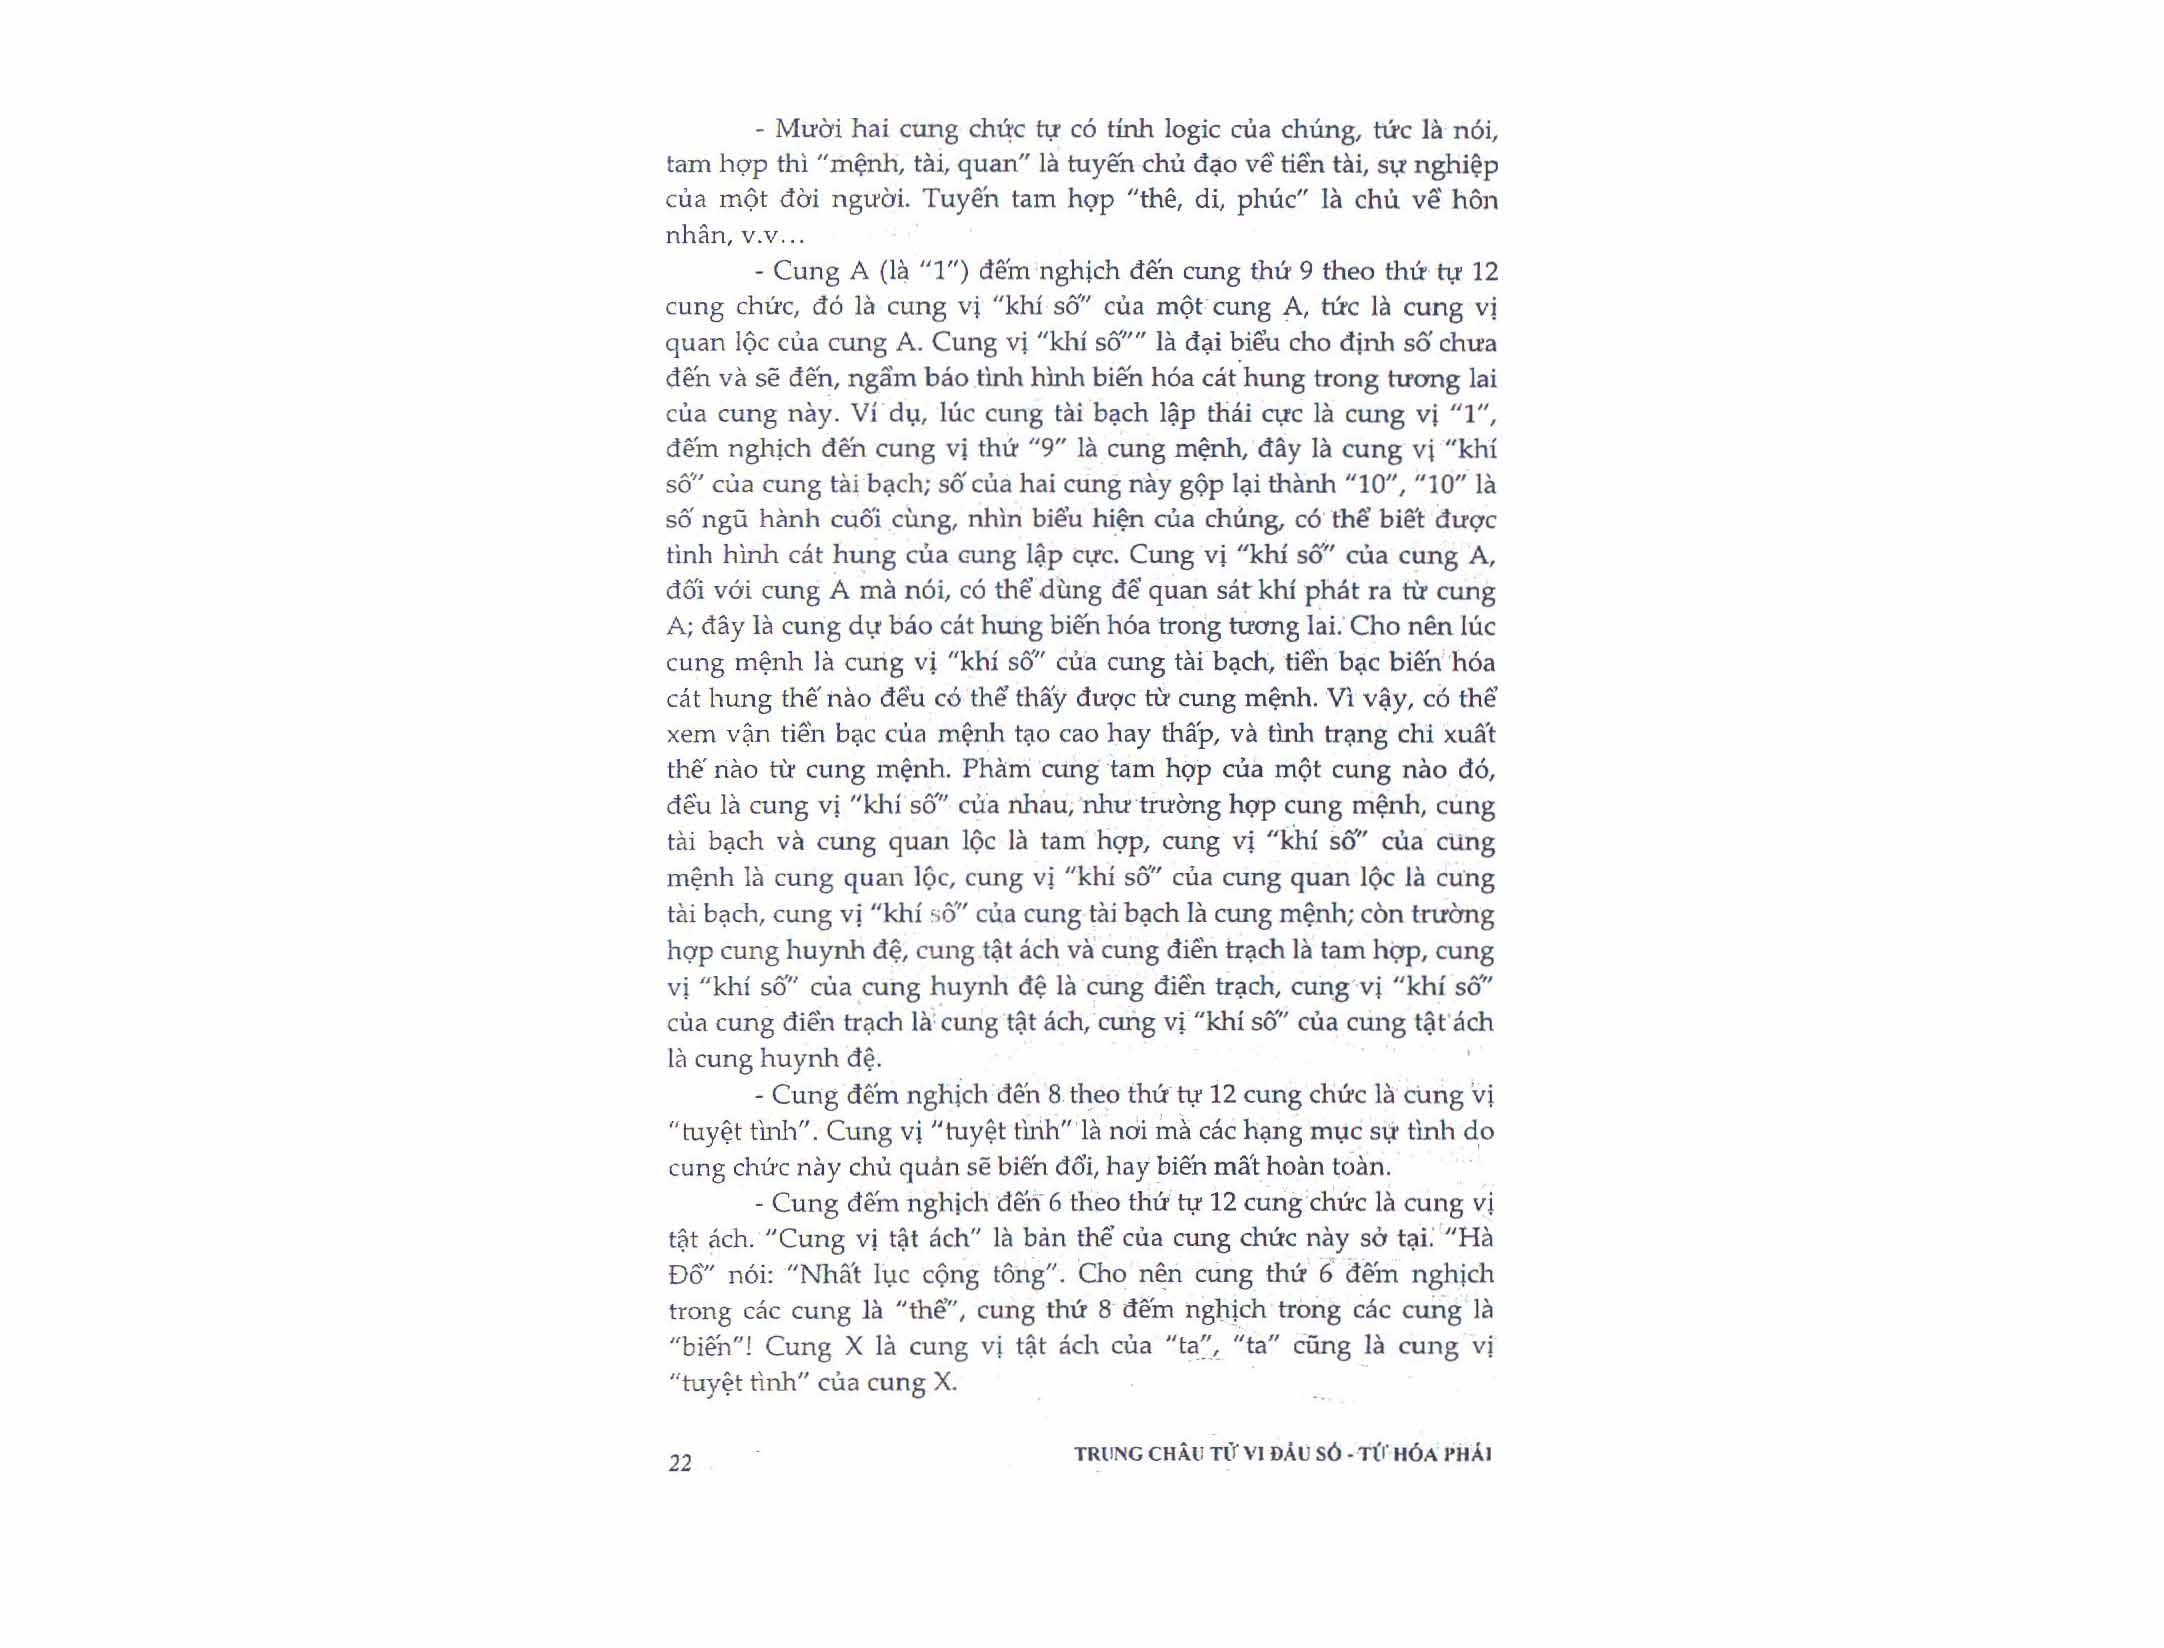 - Mười hai cung chức tự có tính logic của chúng, tức là nói,
tam hợp thì "mệnh, tài, quan" là tuyến chủ đạo về tiền tài, sự nghiệp
của một đời người. Tuyến tam hợp "thê, di, phúc" là chủ về hôn
nhân, v.v...
- Cung A (là "1") đếm nghịch đến cung thứ 9 theo thứ tự 12
cung chức, đó là cung vị "khí số" của một cung A, tức là cung vị
quan lộc của cung A. Cung vị "khí số"" là đại biểu cho định số chưa
đến và sẽ đến, ngầm báo tình hình biến hóa cát hung trong tương lai
của cung này. Ví dụ, lúc cung tài bạch lập thái cực là cung vị "1",
đếm nghịch đến cung vị thứ "9" là cung mệnh, đây là cung vị "khí
số" của cung tài bạch; số của hai cung này gộp lại thành "10", "10" là
số ngũ hành cuối cùng, nhìn biểu hiện của chúng, có thể biết được
tình hình cát hung của cung lập cực. Cung vị "khí số" của cung A,
đối với cung A mà nói, có thể dùng để quan sát khí phát ra từ cung
A; đây là cung dự báo cát hung biến hóa trong tương lai. Cho nên lúc
cung mệnh là cung vị "khí số" của cung tài bạch, tiền bạc biến hóa
cát hung thế nào đều có thể thấy được từ cung mệnh. Vì vậy, có thể
xem vận tiền bạc của mệnh tạo cao hay thấp, và tình trạng chi xuất
thế nào từ cung mệnh. Phàm cung tam hợp của một cung nào đó,
đều là cung vị "khí số" của nhau, như trường hợp cung mệnh, cung
tài bạch và cung quan lộc là tam hợp, cung vị "khí số" của cung
mệnh là cung quan lộc, cung vị "khí số" của cung quan lộc là cung
tài bạch, cung vị "khí số" của cung tài bạch là cung mệnh; còn trường
hợp cung huynh đệ, cung tật ách và cung điền trạch là tam hợp, cung
vị "khí số" của cung huynh đệ là cung điền trạch, cung vị "khí số"
của cung điền trạch là cung tật ách, cung vị "khí số" của cung tật ách
là cung huynh đệ.
- Cung đếm nghịch đến 8 theo thứ tự 12 cung chức là cung vị
"tuyệt tình". Cung vị "tuyệt tình" là nơi mà các hạng mục sự tình do
cung chức này chủ quản sẽ biến đổi, hay biến mất hoàn toàn.
- Cung đếm nghịch đến 6 theo thứ tự 12 cung chức là cung vị
tật ách. "Cung vị tật ách" là bản thể của cung chức này sở tại. "Hà
Đồ" nói: "Nhất lục cộng tông". Cho nên cung thứ 6 đếm nghịch
trong các cung là "thể", cung thứ 8 đếm nghịch trong các cung là
"biến"! Cung X là cung vị tật ách của "ta", "ta" cũng là cung vị
"tuyệt tình" của cung X.
22
TRUNG CHÂU TỬ VI ĐẨU SỐ - TỨ HÓA PHÁI